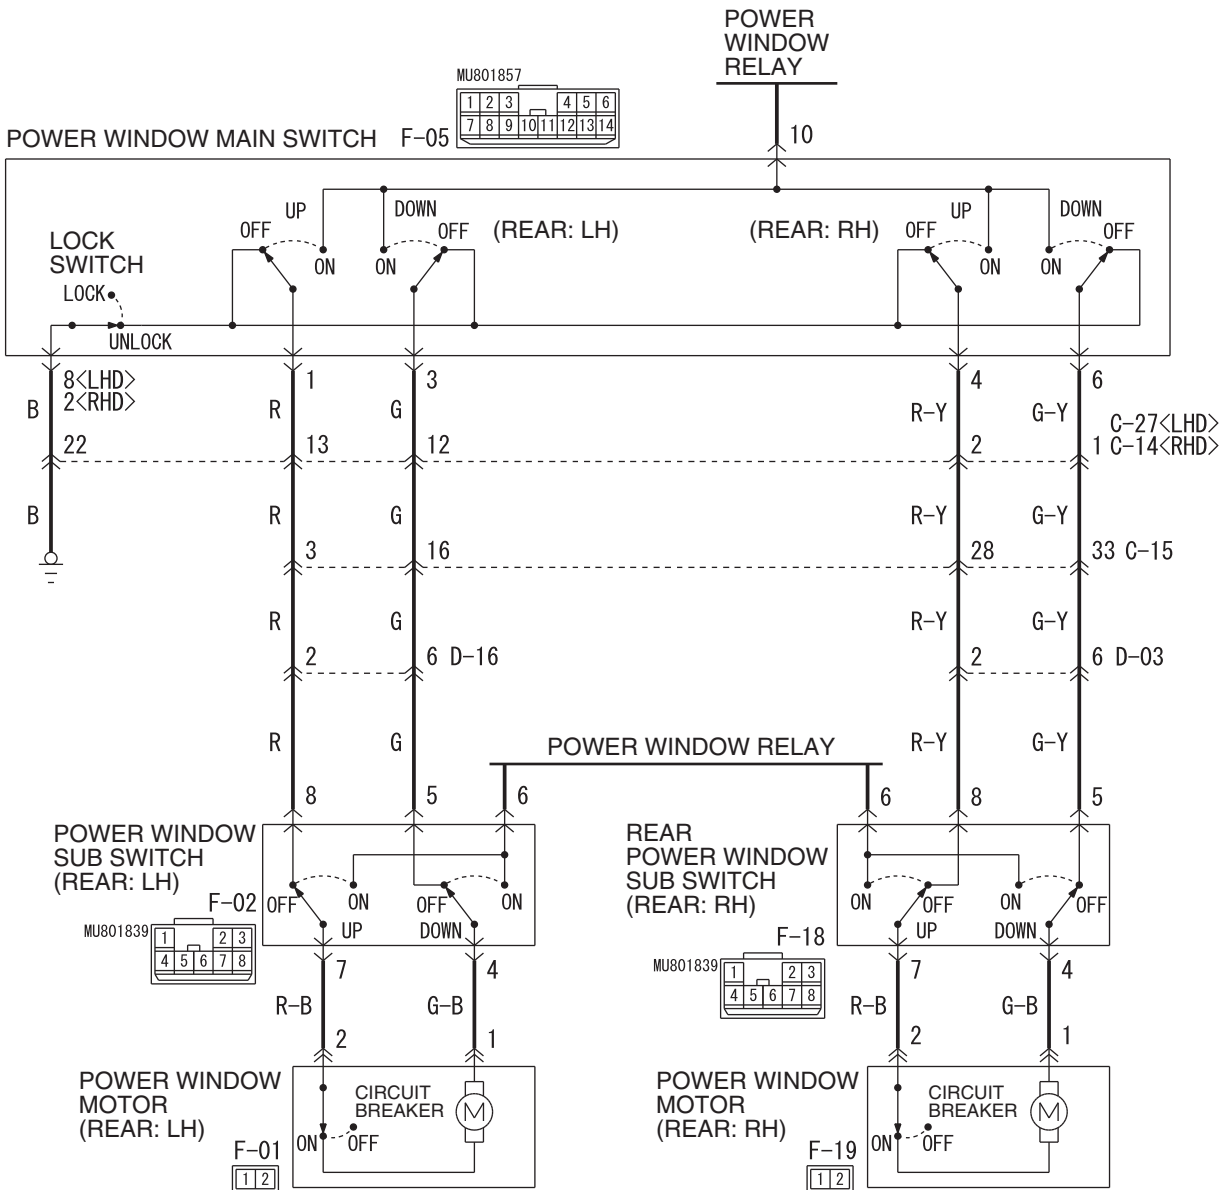 POWER
WINDOW
RELAY
MU801857
1 2 3 4 5 6
7 8 9 10 11 12 13 14
10
POWER WINDOW MAIN SWITCH F-05
UP DOWN (REAR: LH) (REAR: RH) UP DOWN
OFF OFF OFF OFF
ON ON ON ON
LOCK
SWITCH
LOCK
UNLOCK
8<LHD> 1 3 4 6
2<RHD>
B R G R-Y G-Y
C-27<LHD>
22 13 12 2 1 C-14<RHD>
B R G R-Y G-Y
3 16 28 33 C-15
R G R-Y G-Y
2 6 D-16 2 6 D-03
R G R-Y G-Y
POWER WINDOW RELAY
8 5 6 6 8 5
POWER WINDOW
SUB SWITCH
(REAR: LH)
F-02
OFF ON OFF ON
UP DOWN
MU801839
1 2 3
4 5 6 7 8
REAR
POWER WINDOW
SUB SWITCH
(REAR: RH)
F-18
ON OFF ON OFF
UP DOWN
MU801839
1 2 3
4 5 6 7 8
7 4 7 4
R-B G-B R-B G-B
2 1 2 1
POWER WINDOW
MOTOR
(REAR: LH)
CIRCUIT
BREAKER
M
ON OFF
F-01
1 2
POWER WINDOW
MOTOR
(REAR: RH)
CIRCUIT
BREAKER
M
ON OFF
F-19
1 2